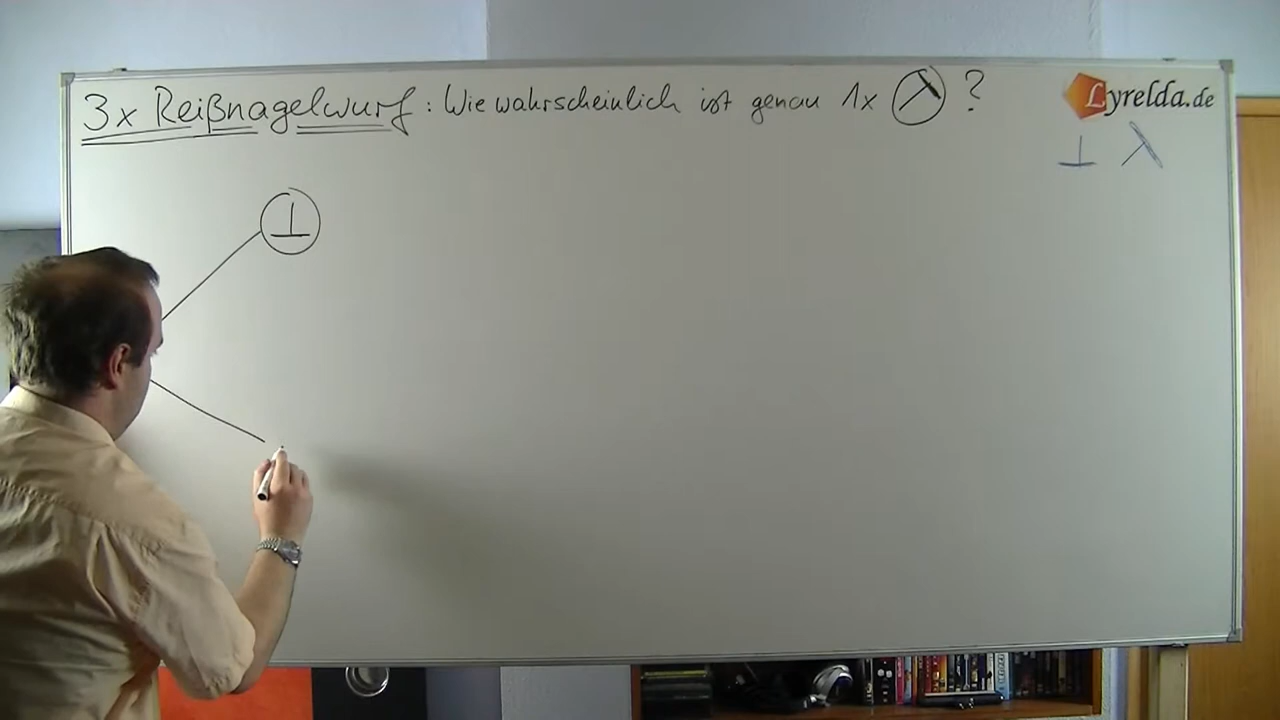 3x Reißnagelwurf: Wie wahrscheinlich ist genau 1x ⅄ ?
Lyrelda.de
⊥ ⅄
⊥